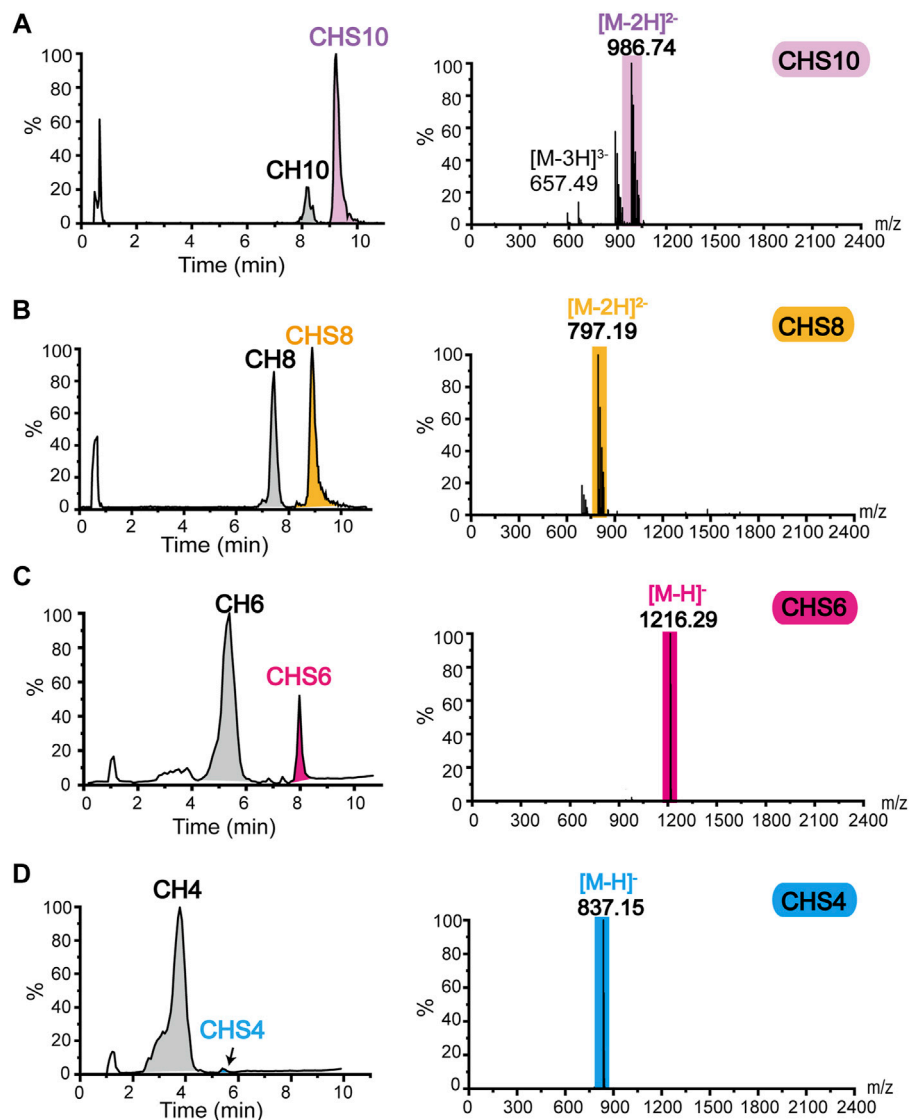 A
CHS10
CH10
%
100
80
60
40
20
0
0 2 4 6 8 10
Time (min)
[M-2H]²⁻
986.74
CHS10
[M-3H]³⁻
657.49
%
100
80
60
40
20
0
0 300 600 900 1200 1500 1800 2100 2400 m/z
B
CHS8
CH8
%
100
80
60
40
20
0
0 2 4 6 8 10
Time (min)
[M-2H]²⁻
797.19
CHS8
%
100
80
60
40
20
0
0 300 600 900 1200 1500 1800 2100 2400 m/z
C
CH6
CHS6
%
100
80
60
40
20
0
0 2 4 6 8 10
Time (min)
[M-H]⁻
1216.29
CHS6
%
100
80
60
40
20
0
0 300 600 900 1200 1500 1800 2100 2400 m/z
D
CH4
CHS4
%
100
80
60
40
20
0
0 2 4 6 8 10
Time (min)
[M-H]⁻
837.15
CHS4
%
100
80
60
40
20
0
0 300 600 900 1200 1500 1800 2100 2400 m/z